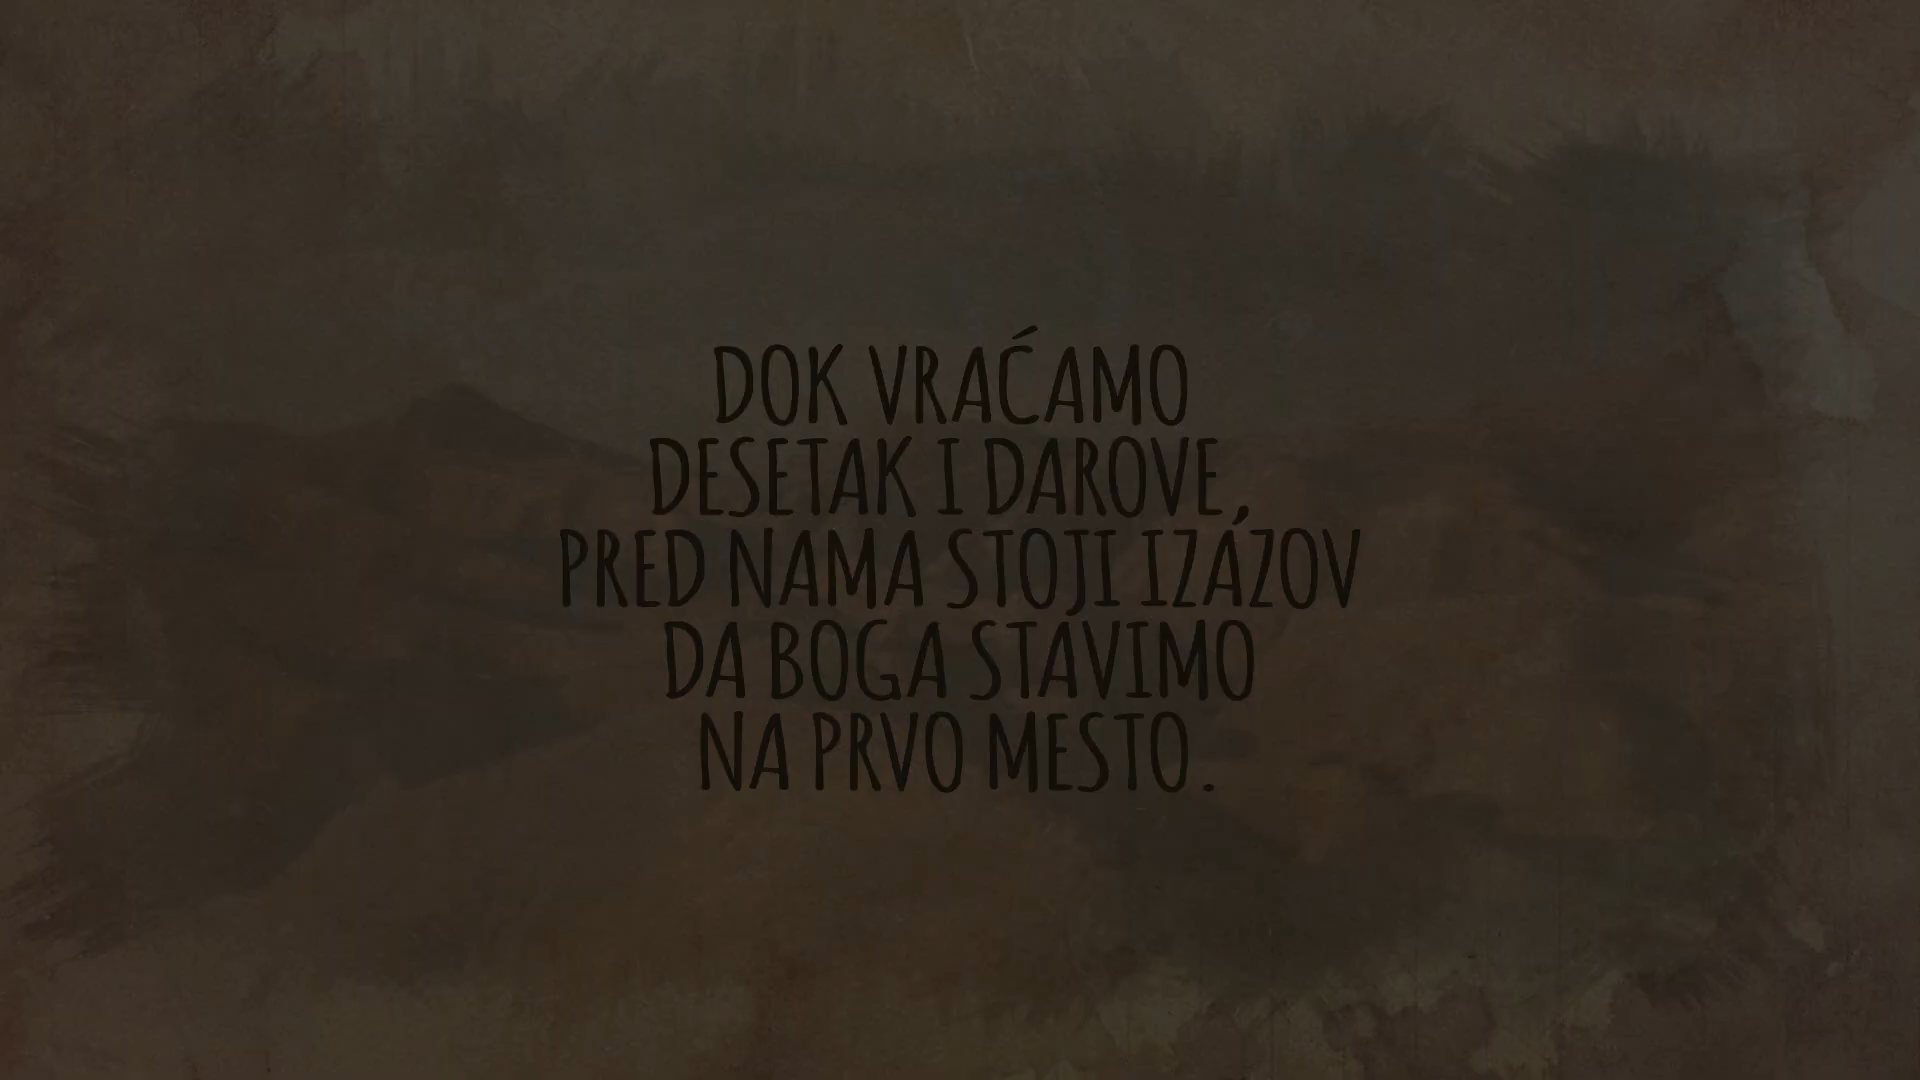 DOK VRAĆAMO
DESETAK I DAROVE,
PRED NAMA STOJI IZAZOV
DA BOGA STAVIMO
NA PRVO MESTO.